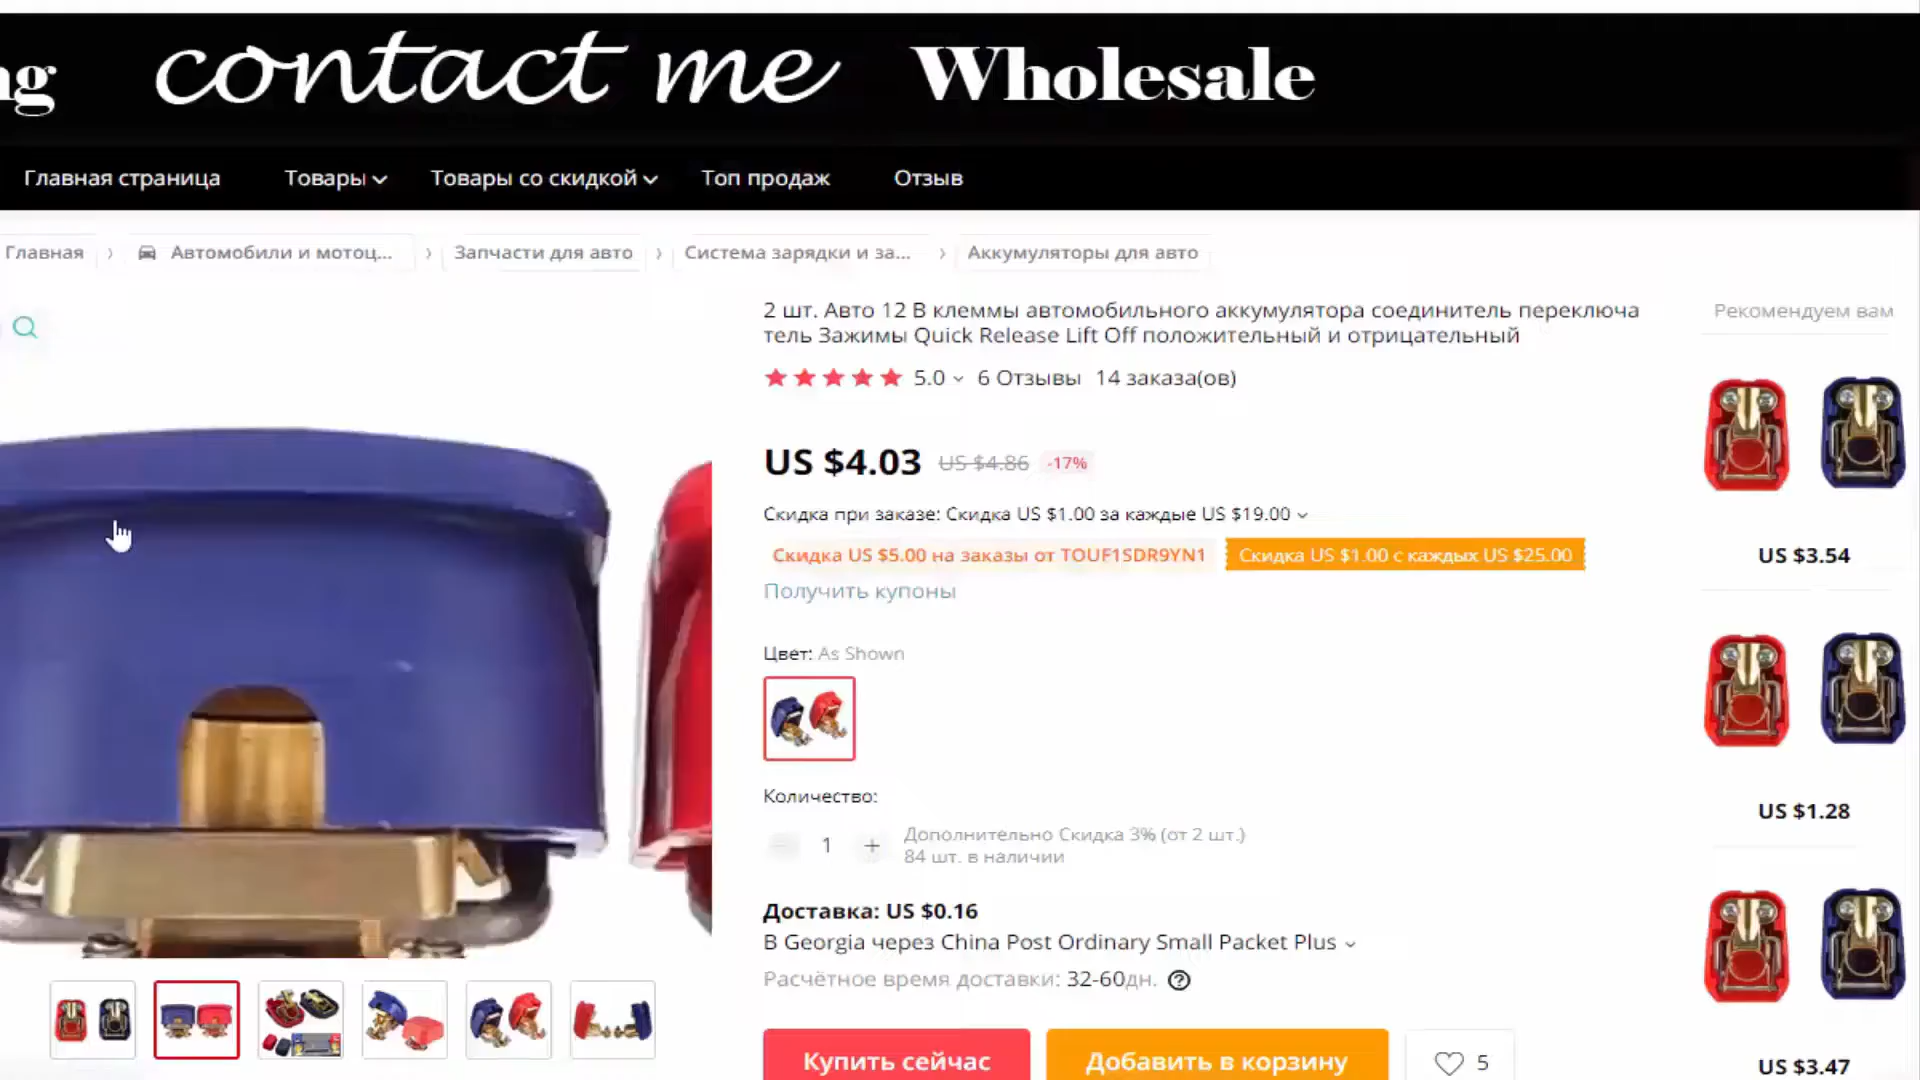 contact me Wholesale
Главная страница Товары Товары со скидкой Топ продаж Отзыв
Главная › Автомобили и мотоц... › Запчасти для авто › Система зарядки и за... › Аккумуляторы для авто
2 шт. Авто 12 В клеммы автомобильного аккумулятора соединитель переключа
тель Зажимы Quick Release Lift Off положительный и отрицательный
5.0 6 Отзывы 14 заказа(ов)
US $4.03 US $4.86 -17%
Скидка при заказе: Скидка US $1.00 за каждые US $19.00
Скидка US $5.00 на заказы от TOUF1SDR9YN1 Скидка US $1.00 с каждых US $25.00
Получить купоны
Цвет: As Shown
Количество:
1 +
Дополнительно Скидка 3% (от 2 шт.)
84 шт. в наличии
Доставка: US $0.16
В Georgia через China Post Ordinary Small Packet Plus
Расчётное время доставки: 32-60дн. ?
Купить сейчас Добавить в корзину 5
Рекомендуем вам
US $3.54
US $1.28
US $3.47